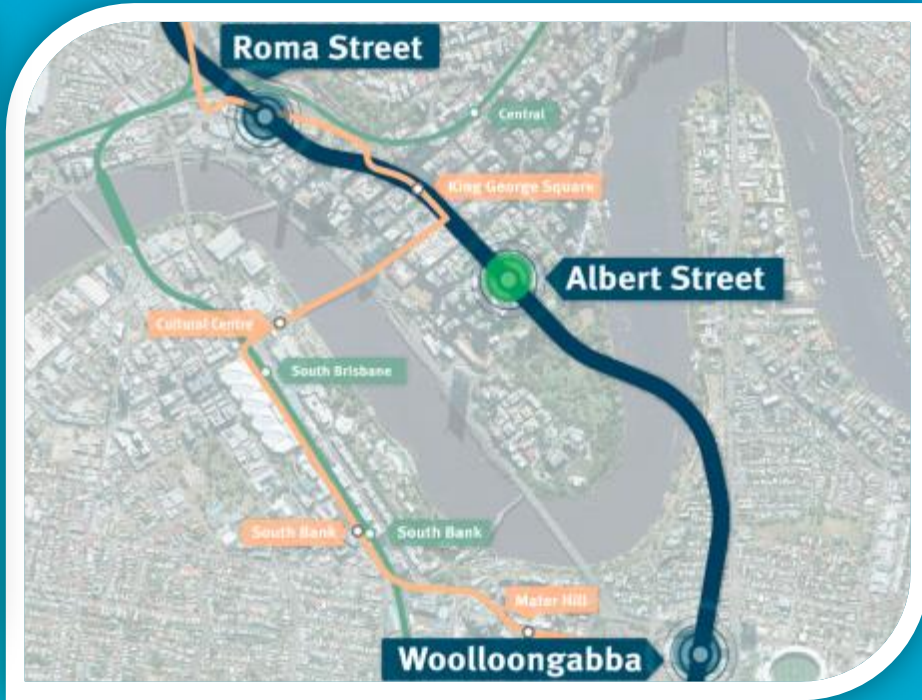 Roma Street
Central
King George Square
Albert Street
Cultural Centre
South Brisbane
South Bank
South Bank
Mater Hill
Woolloongabba